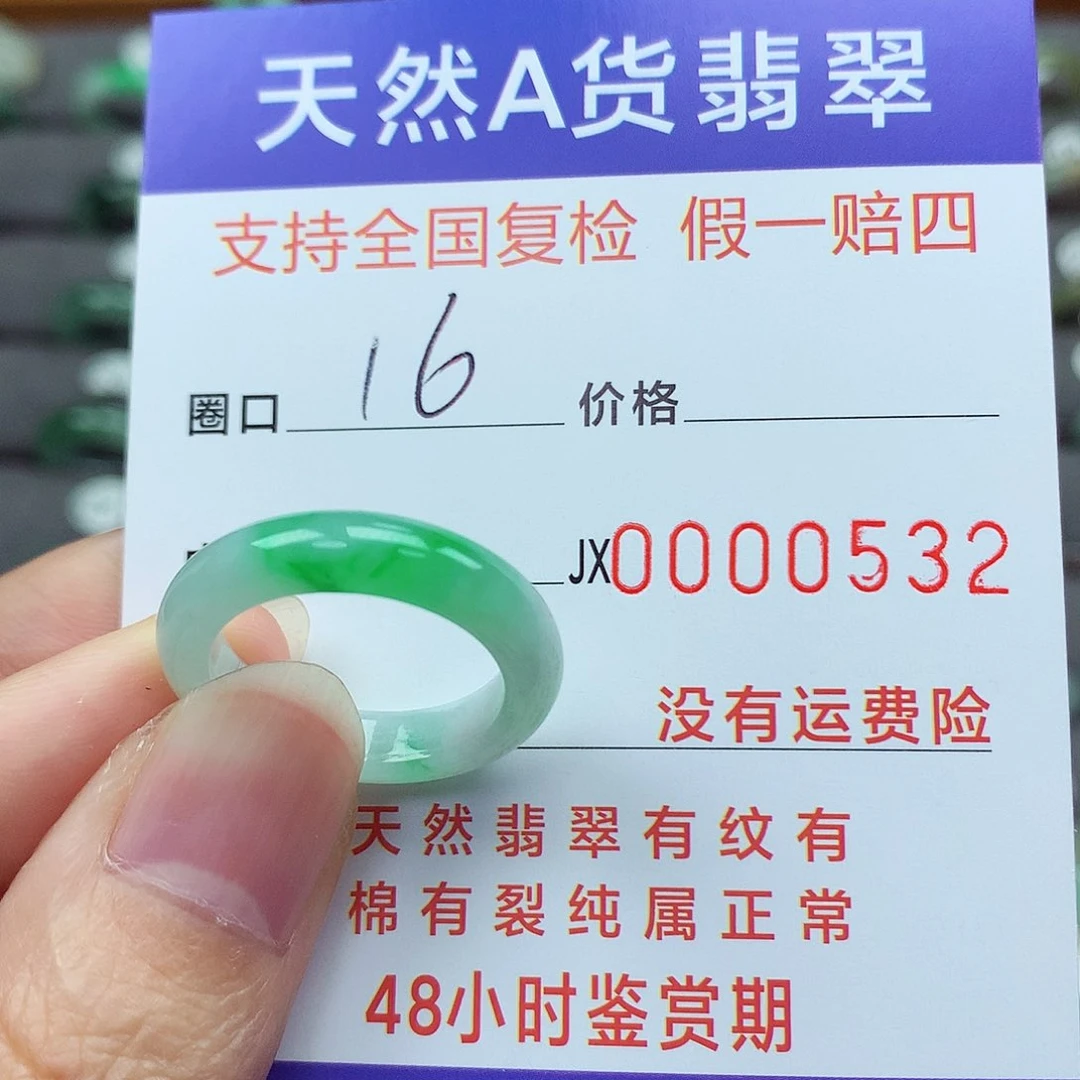 天然A货翡翠
支持全国复检 假一赔四
圈口 16 价格
JX0000532
没有运费险
天然翡翠有纹有
棉有裂纯属正常
48小时鉴赏期